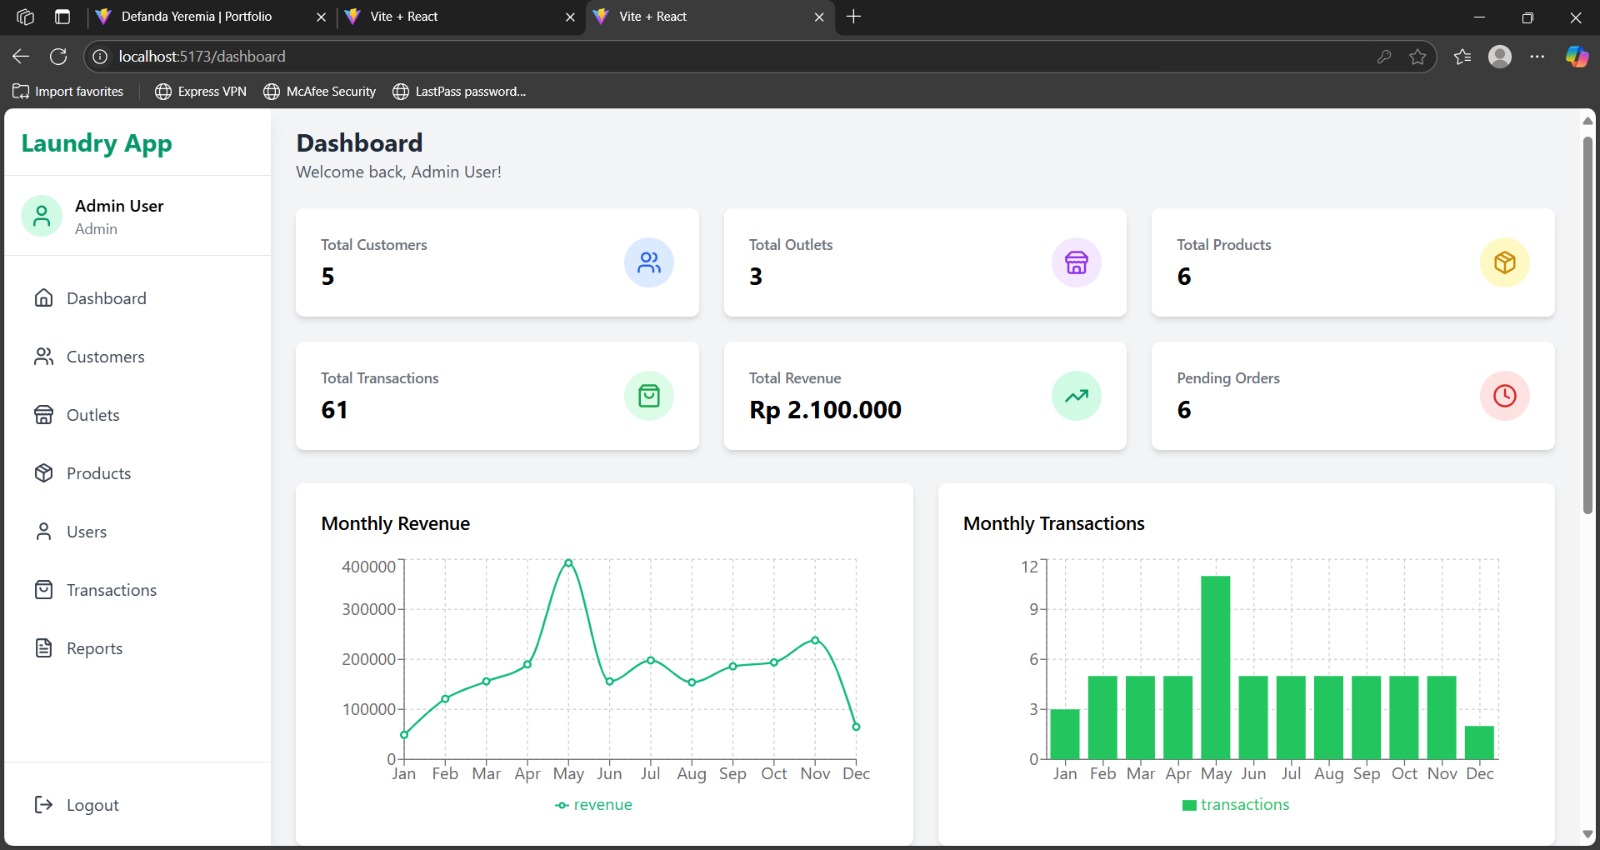 Defanda Yeremia | Portfolio
Vite + React
Vite + React
localhost:5173/dashboard
Import favorites
Express VPN
McAfee Security
LastPass password...
Laundry App
Admin User
Admin
Dashboard
Customers
Outlets
Products
Users
Transactions
Reports
Logout
Dashboard
Welcome back, Admin User!
Total Customers
5
Total Outlets
3
Total Products
6
Total Transactions
61
Total Revenue
Rp 2.100.000
Pending Orders
6
Monthly Revenue
400000
300000
200000
100000
0
Jan Feb Mar Apr May Jun Jul Aug Sep Oct Nov Dec
revenue
Monthly Transactions
12
9
6
3
0
Jan Feb Mar Apr May Jun Jul Aug Sep Oct Nov Dec
transactions